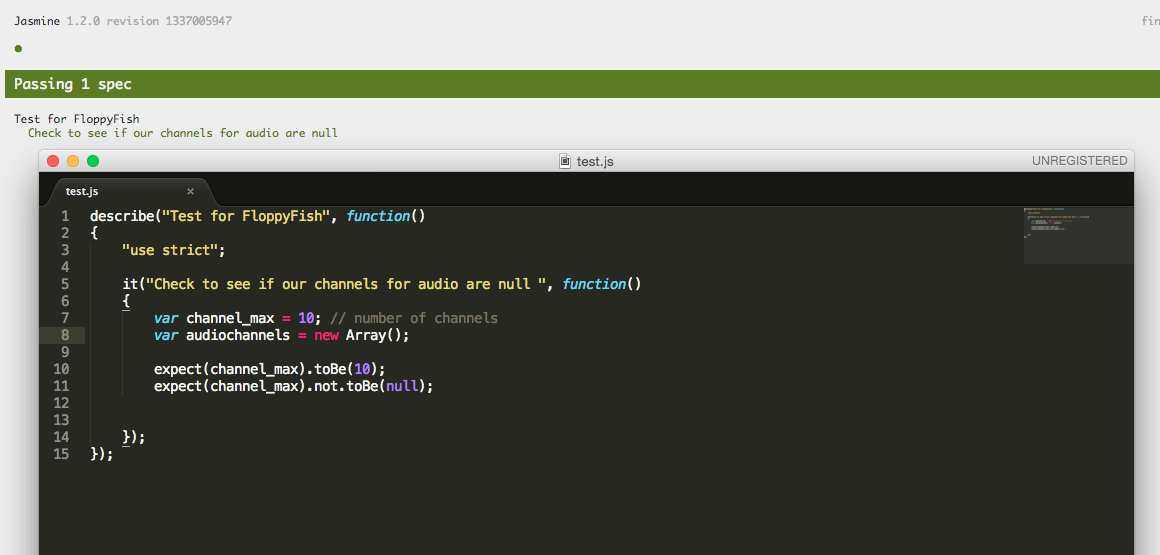 Jasmine 1.2.0 revision 1337005947
fin
Passing 1 spec
Test for FloppyFish
Check to see if our channels for audio are null
test.js
UNREGISTERED
test.js ×
1 describe("Test for FloppyFish", function()
2 {
3 "use strict";
4
5 it("Check to see if our channels for audio are null ", function()
6 {
7 var channel_max = 10; // number of channels
8 var audiochannels = new Array();
9
10 expect(channel_max).toBe(10);
11 expect(channel_max).not.toBe(null);
12
13
14 });
15 });